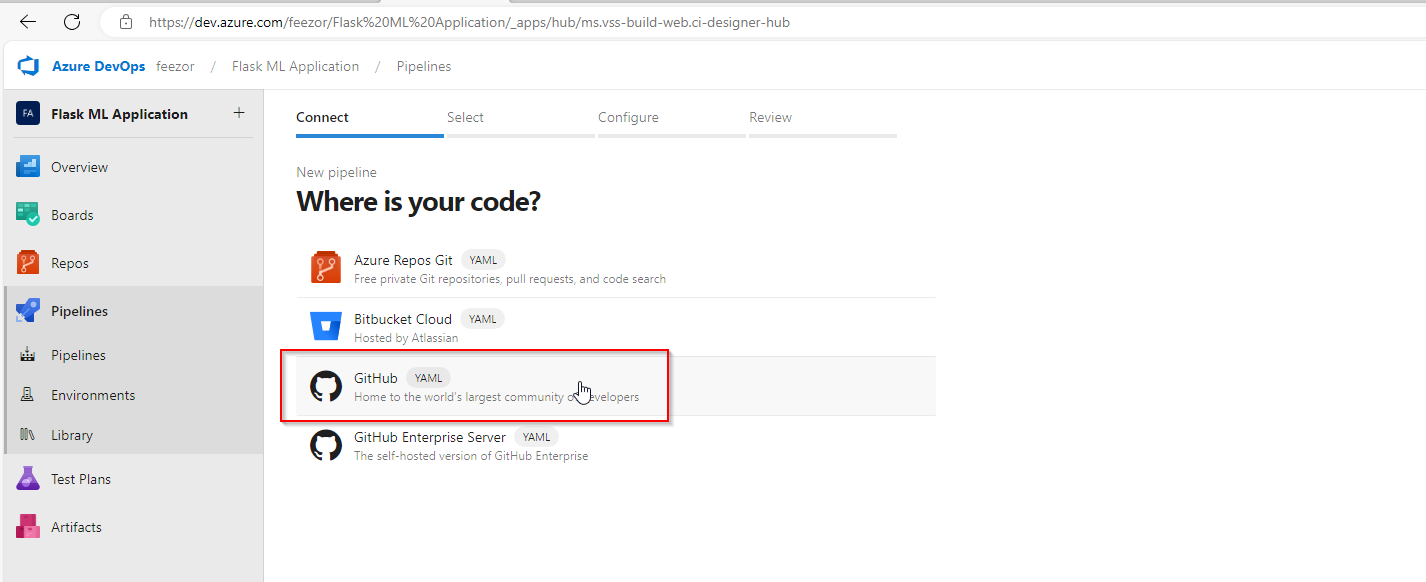 https://dev.azure.com/feezor/Flask%20ML%20Application/_apps/hub/ms.vss-build-web.ci-designer-hub
Azure DevOps feezor / Flask ML Application / Pipelines
FA Flask ML Application +
Overview
Boards
Repos
Pipelines
Pipelines
Environments
Library
Test Plans
Artifacts
Connect Select Configure Review
New pipeline
Where is your code?
Azure Repos Git YAML
Free private Git repositories, pull requests, and code search
Bitbucket Cloud YAML
Hosted by Atlassian
GitHub YAML
Home to the world's largest community of developers
GitHub Enterprise Server YAML
The self-hosted version of GitHub Enterprise